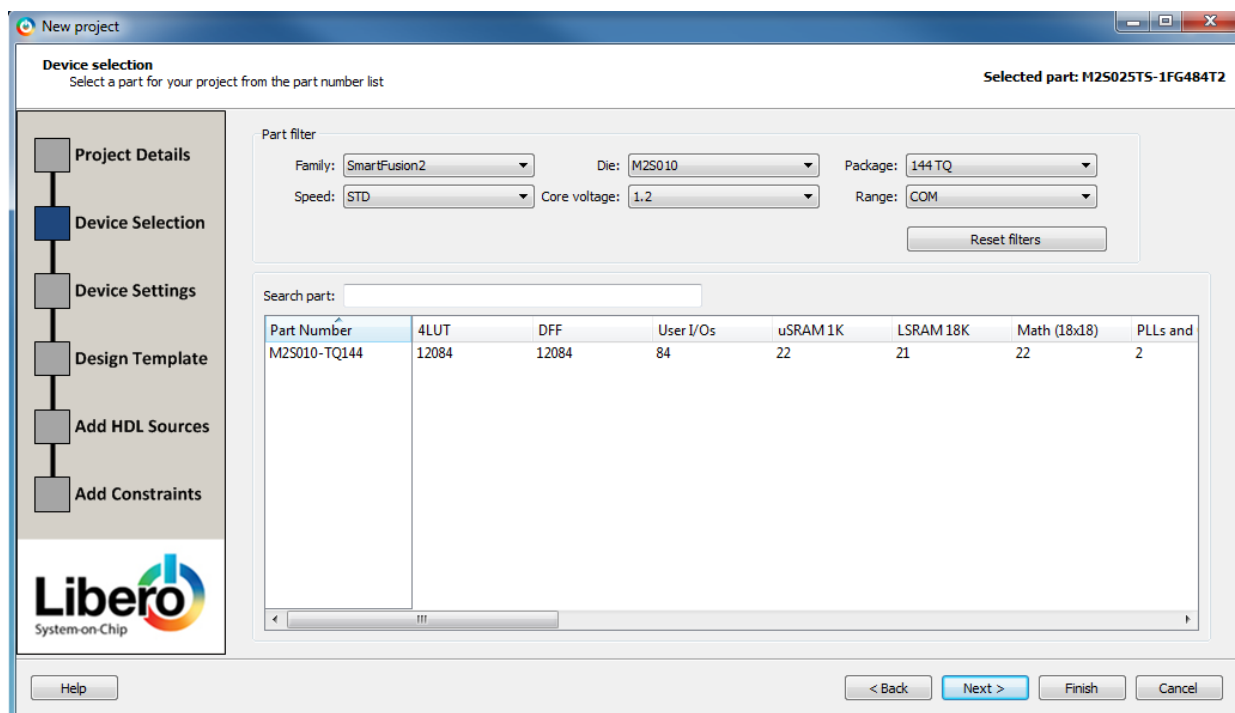 New project
Device selection
Select a part for your project from the part number list
Selected part: M2S025TS-1FG484T2
Project Details
Device Selection
Device Settings
Design Template
Add HDL Sources
Add Constraints
Libero
System-on-Chip
Part filter
Family: SmartFusion2 Die: M2S010 Package: 144 TQ
Speed: STD Core voltage: 1.2 Range: COM
Reset filters
Search part:
Part Number 4LUT DFF User I/Os uSRAM 1K LSRAM 18K Math (18x18) PLLs and
M2S010-TQ144 12084 12084 84 22 21 22 2
Help < Back Next > Finish Cancel